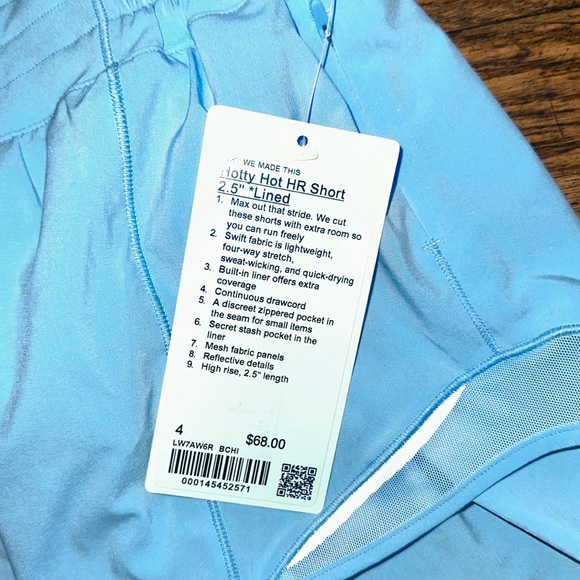 WE MADE THIS
Hotty Hot HR Short
2.5" *Lined
1. Max out that stride. We cut
these shorts with extra room so
you can run freely
2. Swift fabric is lightweight,
four-way stretch,
sweat-wicking, and quick-drying
3. Built-in liner offers extra
coverage
4. Continuous drawcord
5. A discreet zippered pocket in
the seam for small items
6. Secret stash pocket in the
liner
7. Mesh fabric panels
8. Reflective details
9. High rise, 2.5" length
4 $68.00
LW7AW6R BCHI
000145452571